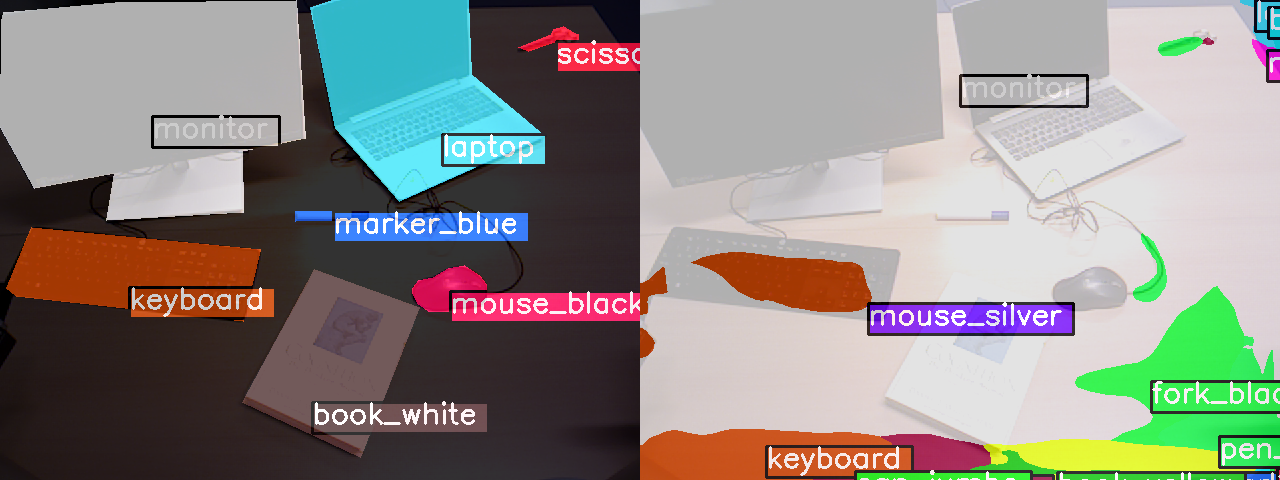 monitor
laptop
scisso
marker_blue
keyboard
mouse_black
book_white
monitor
mouse_silver
fork_blac
keyboard
pen_